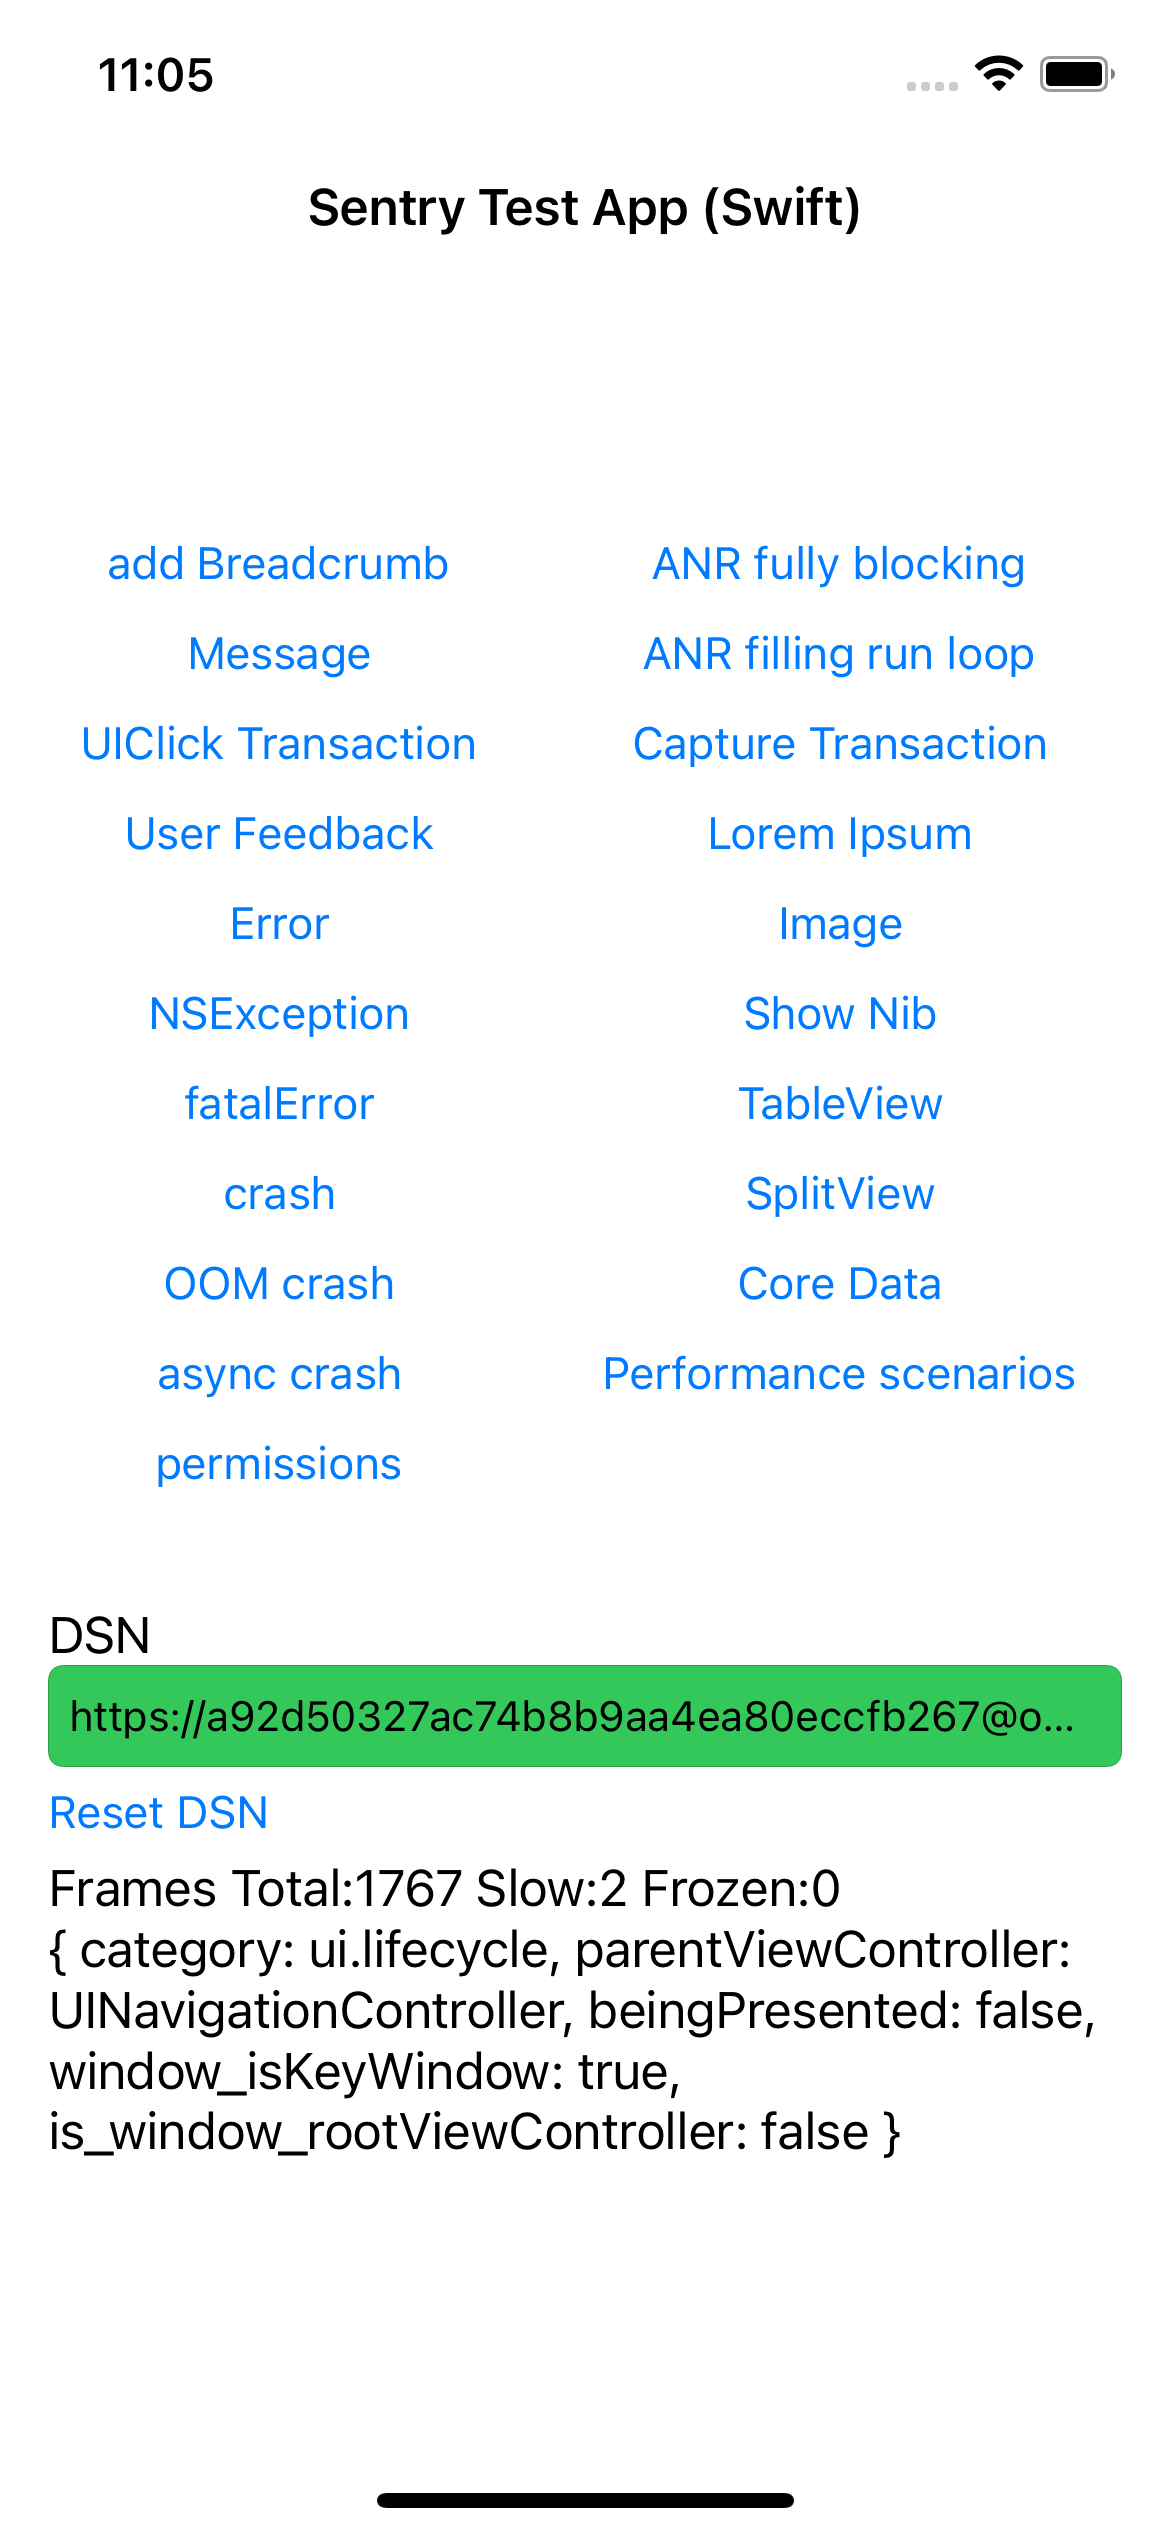 11:05
Sentry Test App (Swift)
add Breadcrumb
Message
UIClick Transaction
User Feedback
Error
NSException
fatalError
crash
OOM crash
async crash
permissions
ANR fully blocking
ANR filling run loop
Capture Transaction
Lorem Ipsum
Image
Show Nib
TableView
SplitView
Core Data
Performance scenarios
DSN
https://a92d50327ac74b8b9aa4ea80eccfb267@o...
Reset DSN
Frames Total:1767 Slow:2 Frozen:0
{ category: ui.lifecycle, parentViewController:
UINavigationController, beingPresented: false,
window_isKeyWindow: true,
is_window_rootViewController: false }